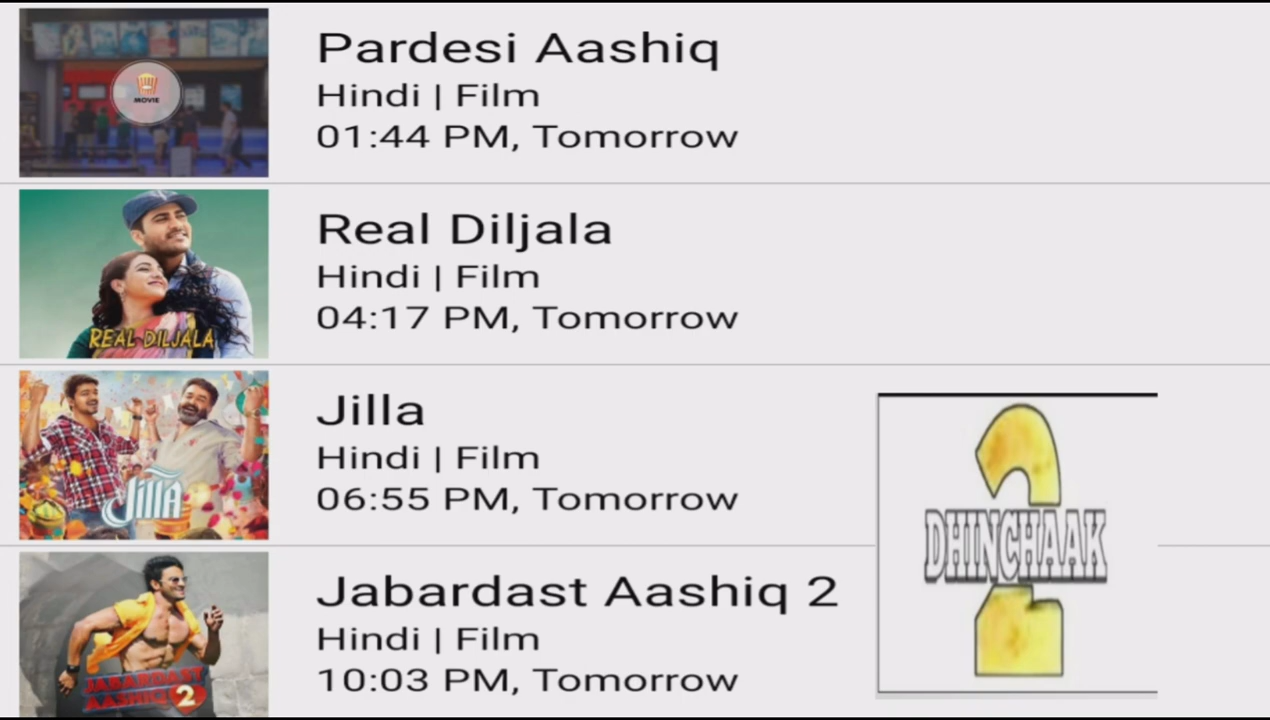 MOVIE
Pardesi Aashiq
Hindi | Film
01:44 PM, Tomorrow
REAL DILJALA
Real Diljala
Hindi | Film
04:17 PM, Tomorrow
Jilla
Jilla
Hindi | Film
06:55 PM, Tomorrow
JABARDAST
AASHIQ 2
Jabardast Aashiq 2
Hindi | Film
10:03 PM, Tomorrow
DHINCHAAK
2